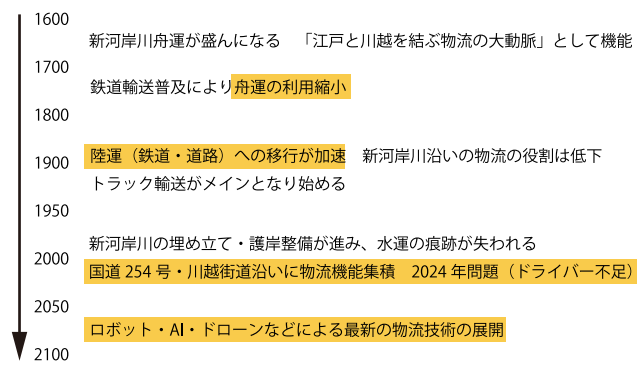 1600
新河岸川舟運が盛んになる 「江戸と川越を結ぶ物流の大動脈」として機能
1700
鉄道輸送普及により舟運の利用縮小
1800
陸運（鉄道・道路）への移行が加速 新河岸川沿いの物流の役割は低下
1900
トラック輸送がメインとなり始める
1950
新河岸川の埋め立て・護岸整備が進み、水運の痕跡が失われる
2000
国道 254 号・川越街道沿いに物流機能集積 2024 年問題（ドライバー不足）
2050
ロボット・AI・ドローンなどによる最新の物流技術の展開
2100